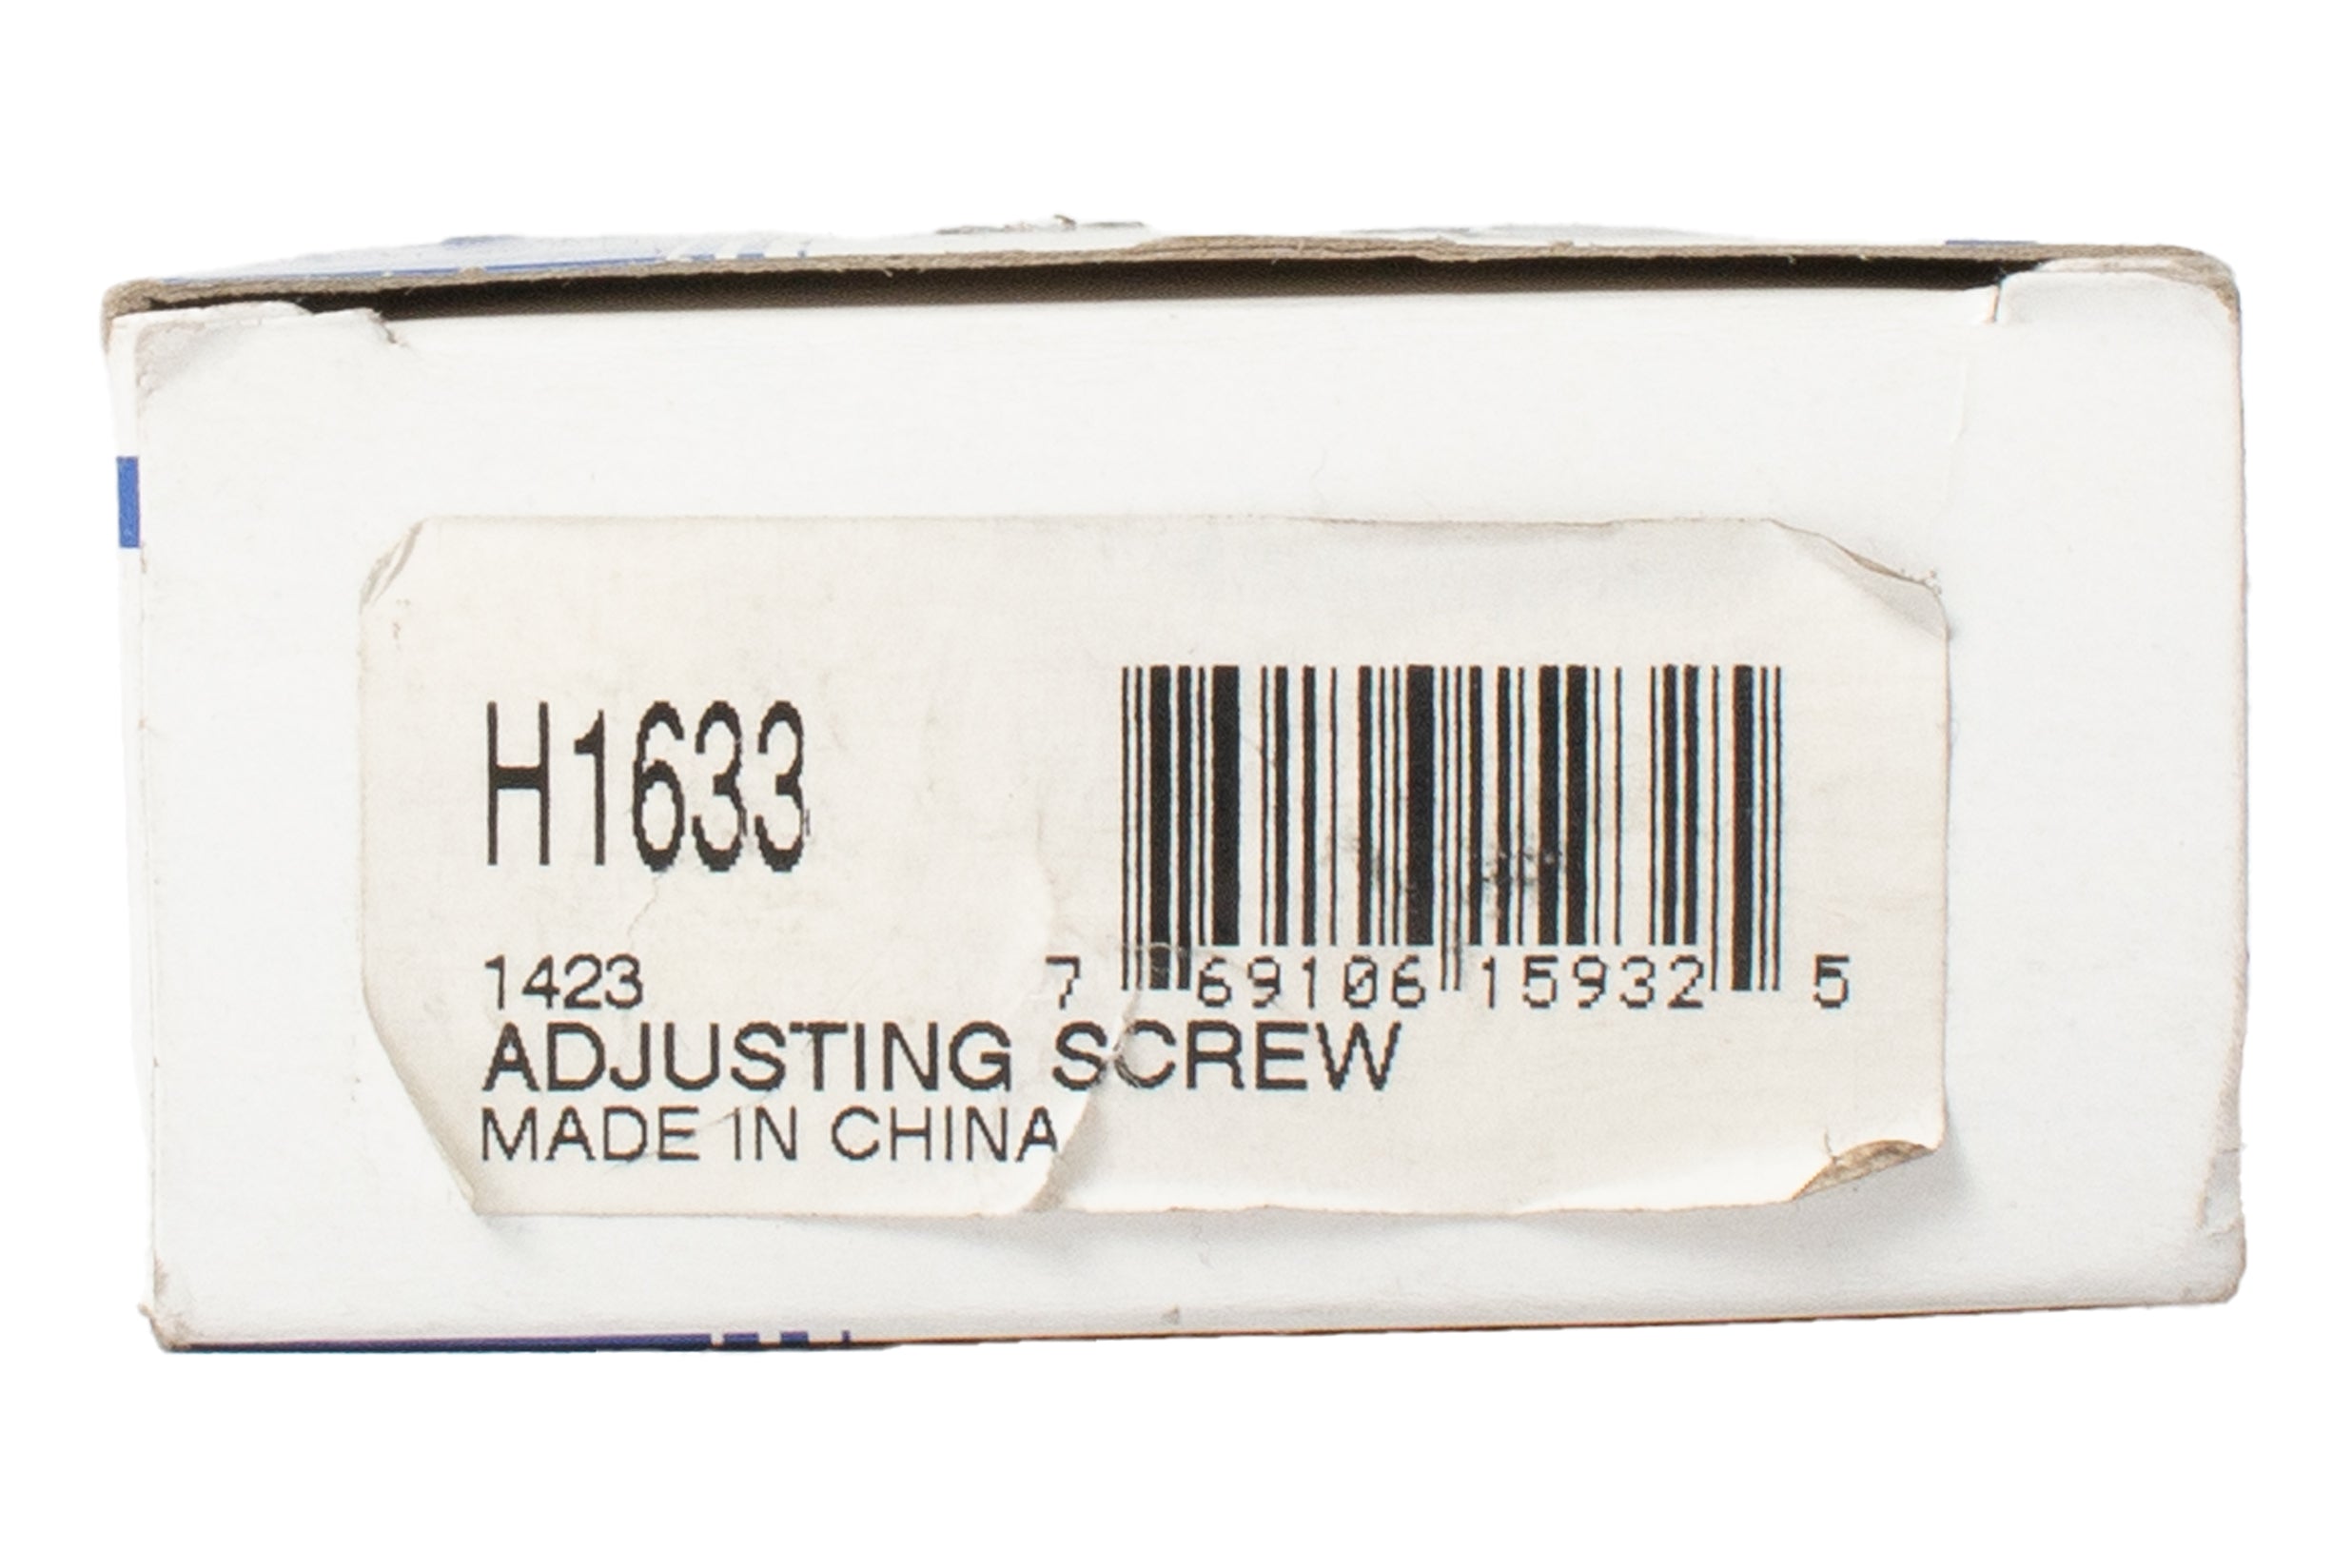 H1633
1423
7 69106 15932 5
ADJUSTING SCREW
MADE IN CHINA